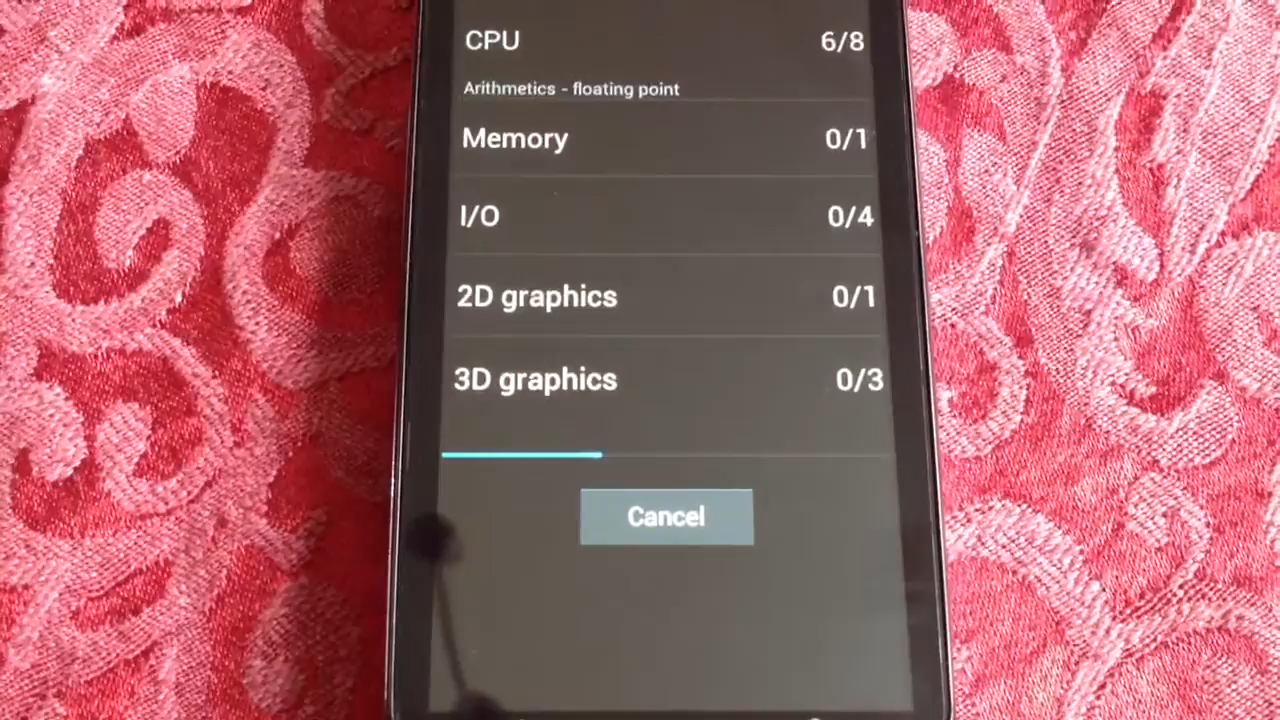 CPU 6/8
Arithmetics - floating point
Memory 0/1
I/O 0/4
2D graphics 0/1
3D graphics 0/3
Cancel